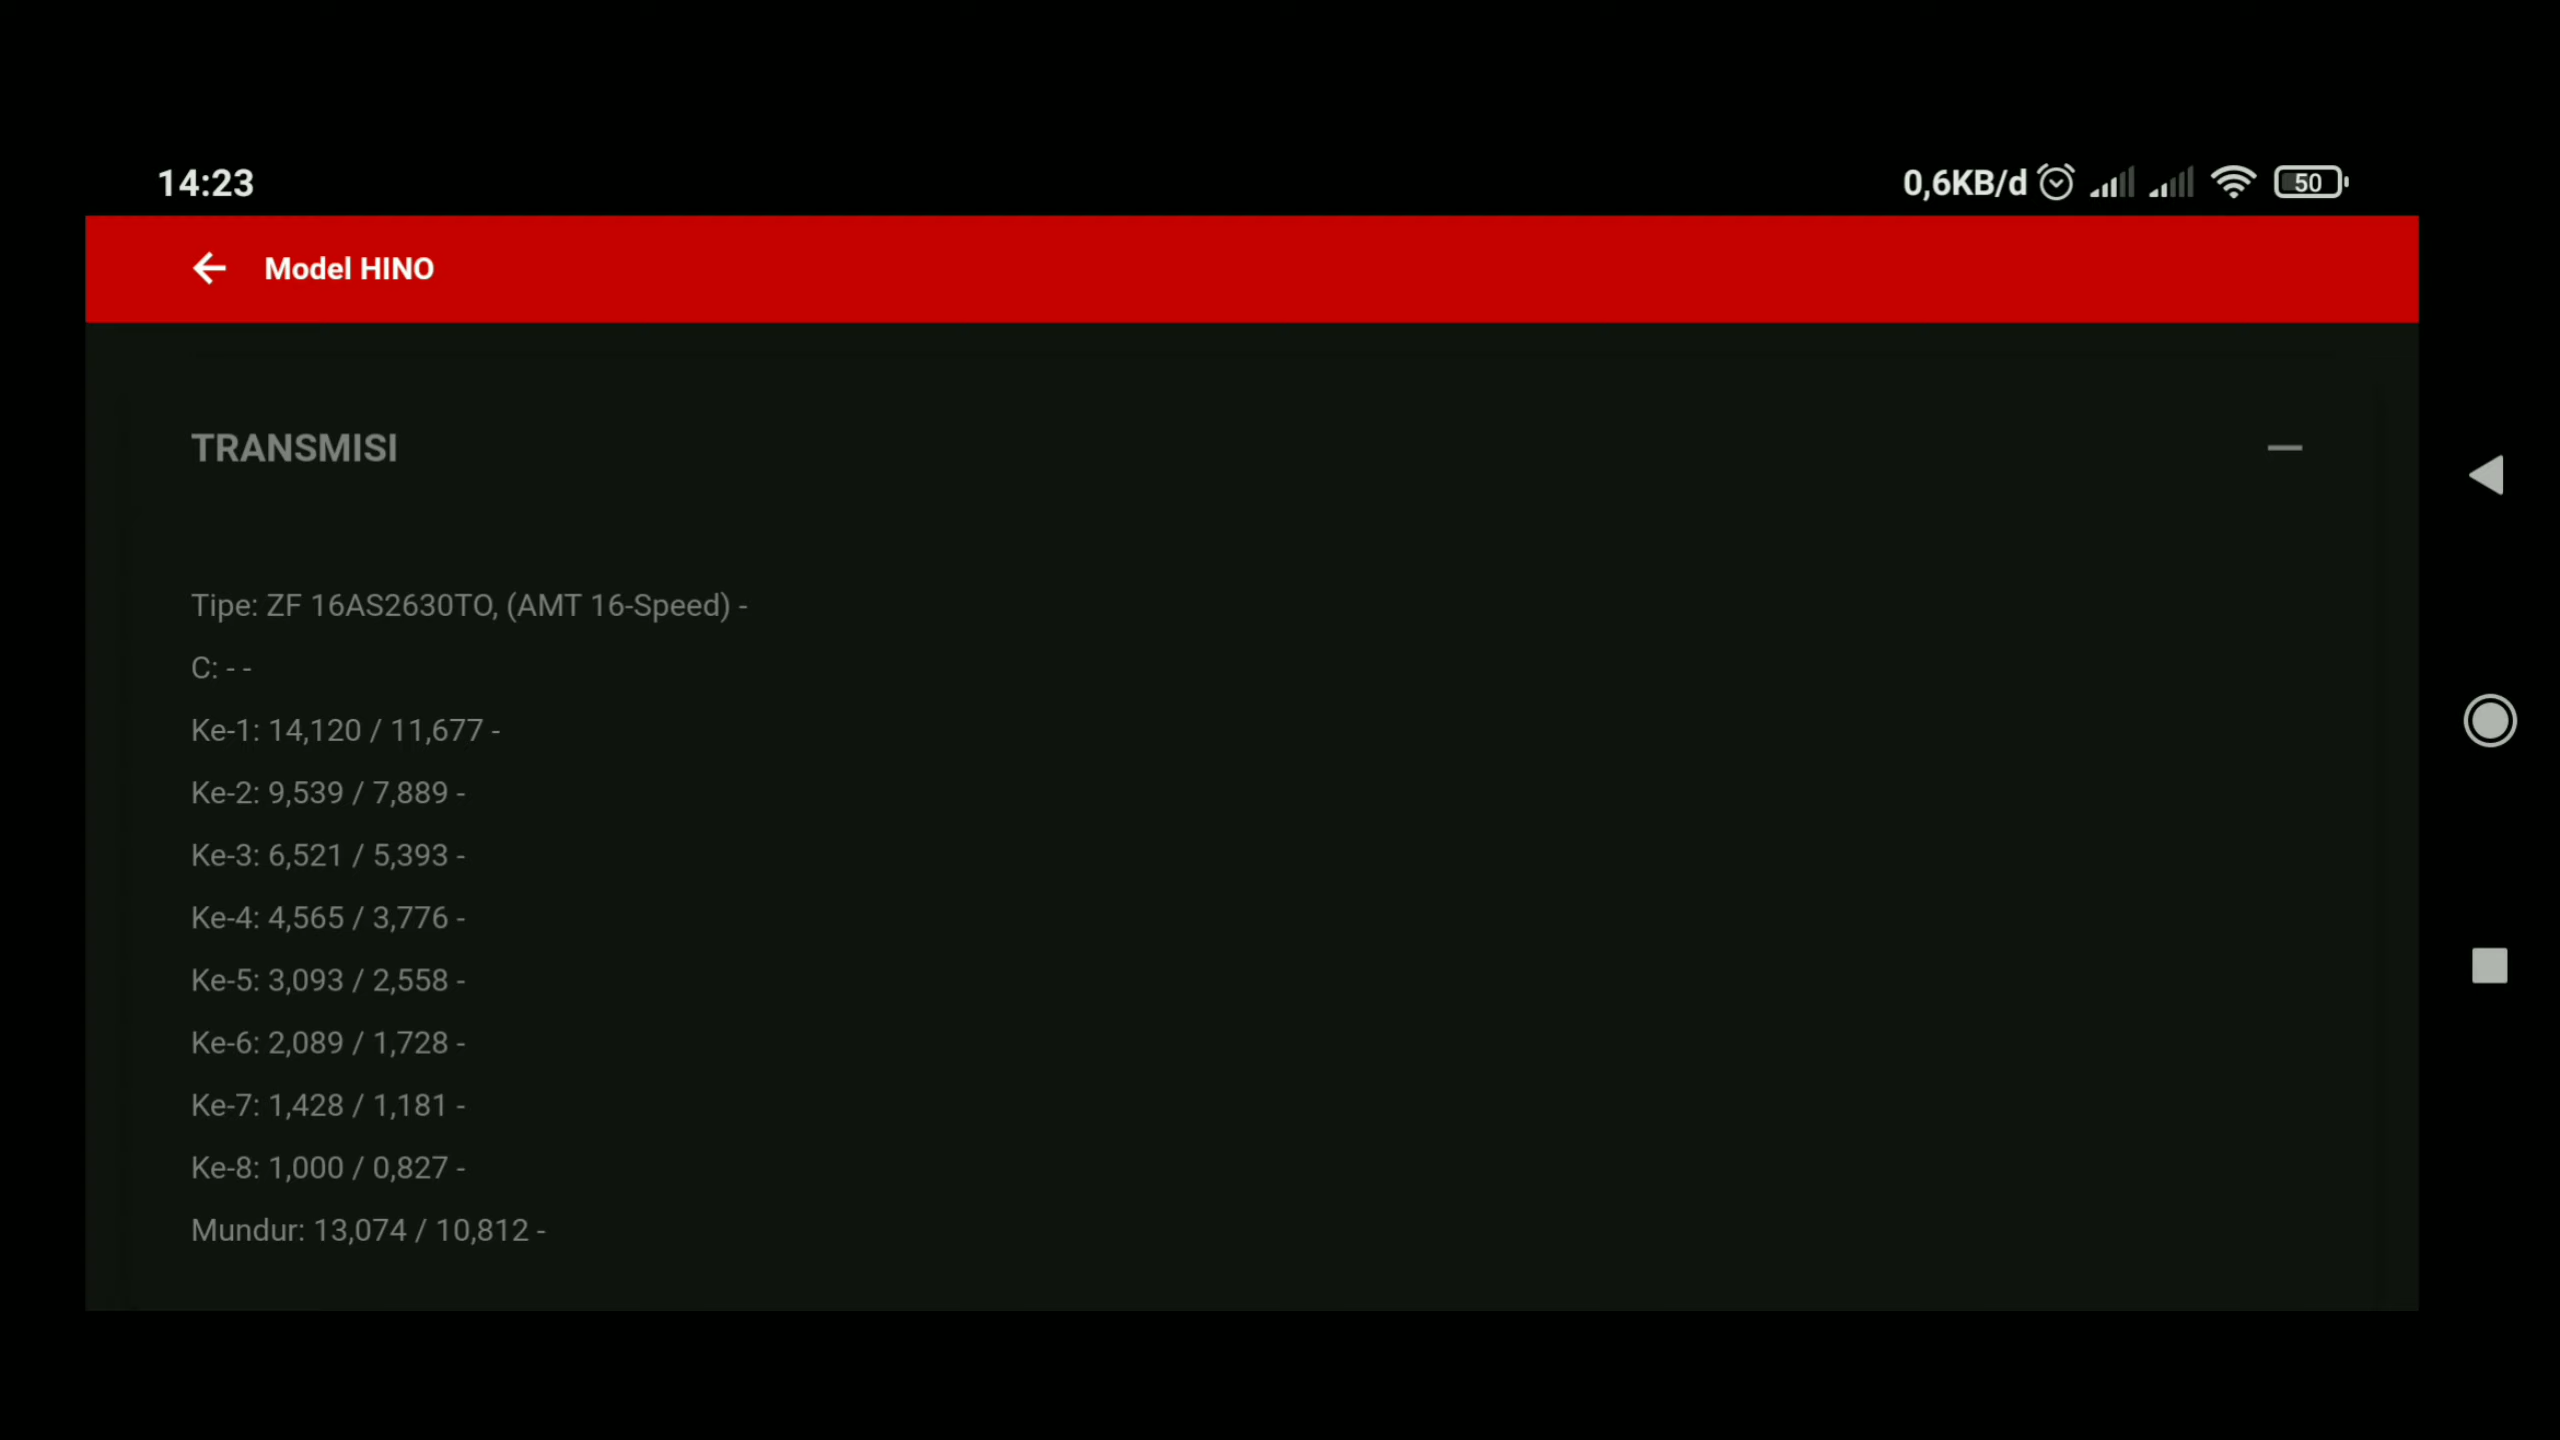 14:23
0,6KB/d
50
Model HINO
TRANSMISI
Tipe: ZF 16AS2630TO, (AMT 16-Speed) -
C: - -
Ke-1: 14,120 / 11,677 -
Ke-2: 9,539 / 7,889 -
Ke-3: 6,521 / 5,393 -
Ke-4: 4,565 / 3,776 -
Ke-5: 3,093 / 2,558 -
Ke-6: 2,089 / 1,728 -
Ke-7: 1,428 / 1,181 -
Ke-8: 1,000 / 0,827 -
Mundur: 13,074 / 10,812 -